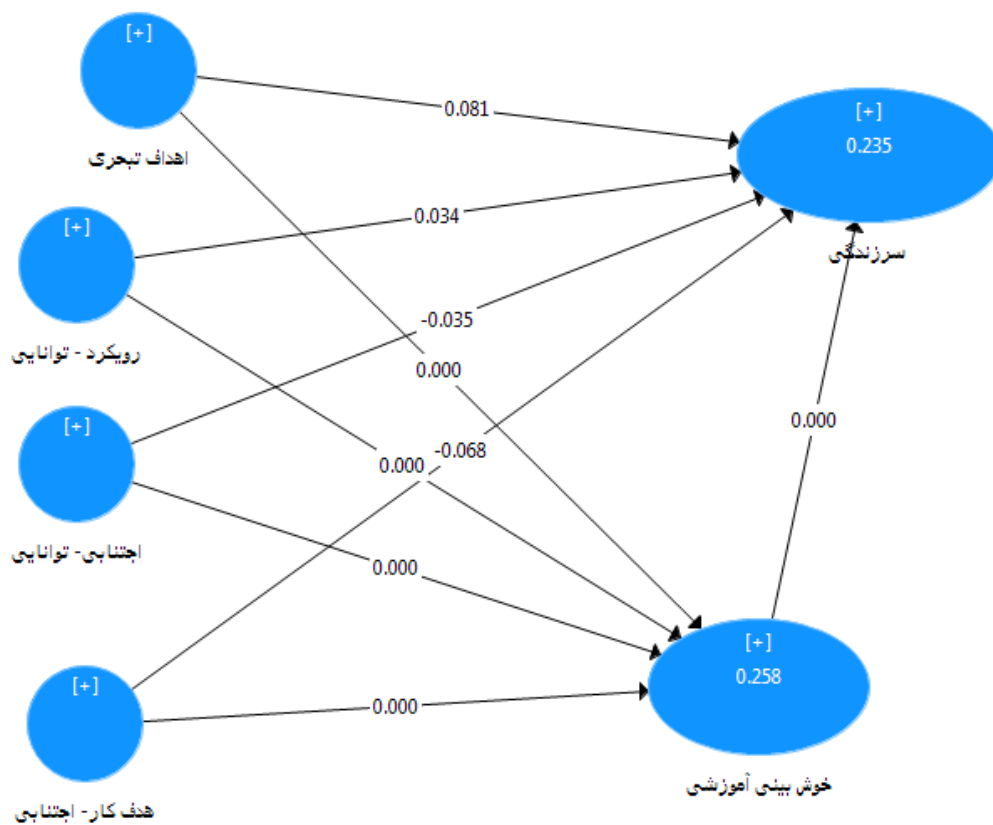 [+]
اهداف تبحری
[+]
رویکرد - توانایی
[+]
اجتنابی- توانایی
[+]
هدف کار- اجتنابی
0.081
0.034
-0.035
0.000
-0.068
0.000
0.000
0.000
0.000
[+]
0.235
سرزندگی
[+]
0.258
خوش بینی آموزشی